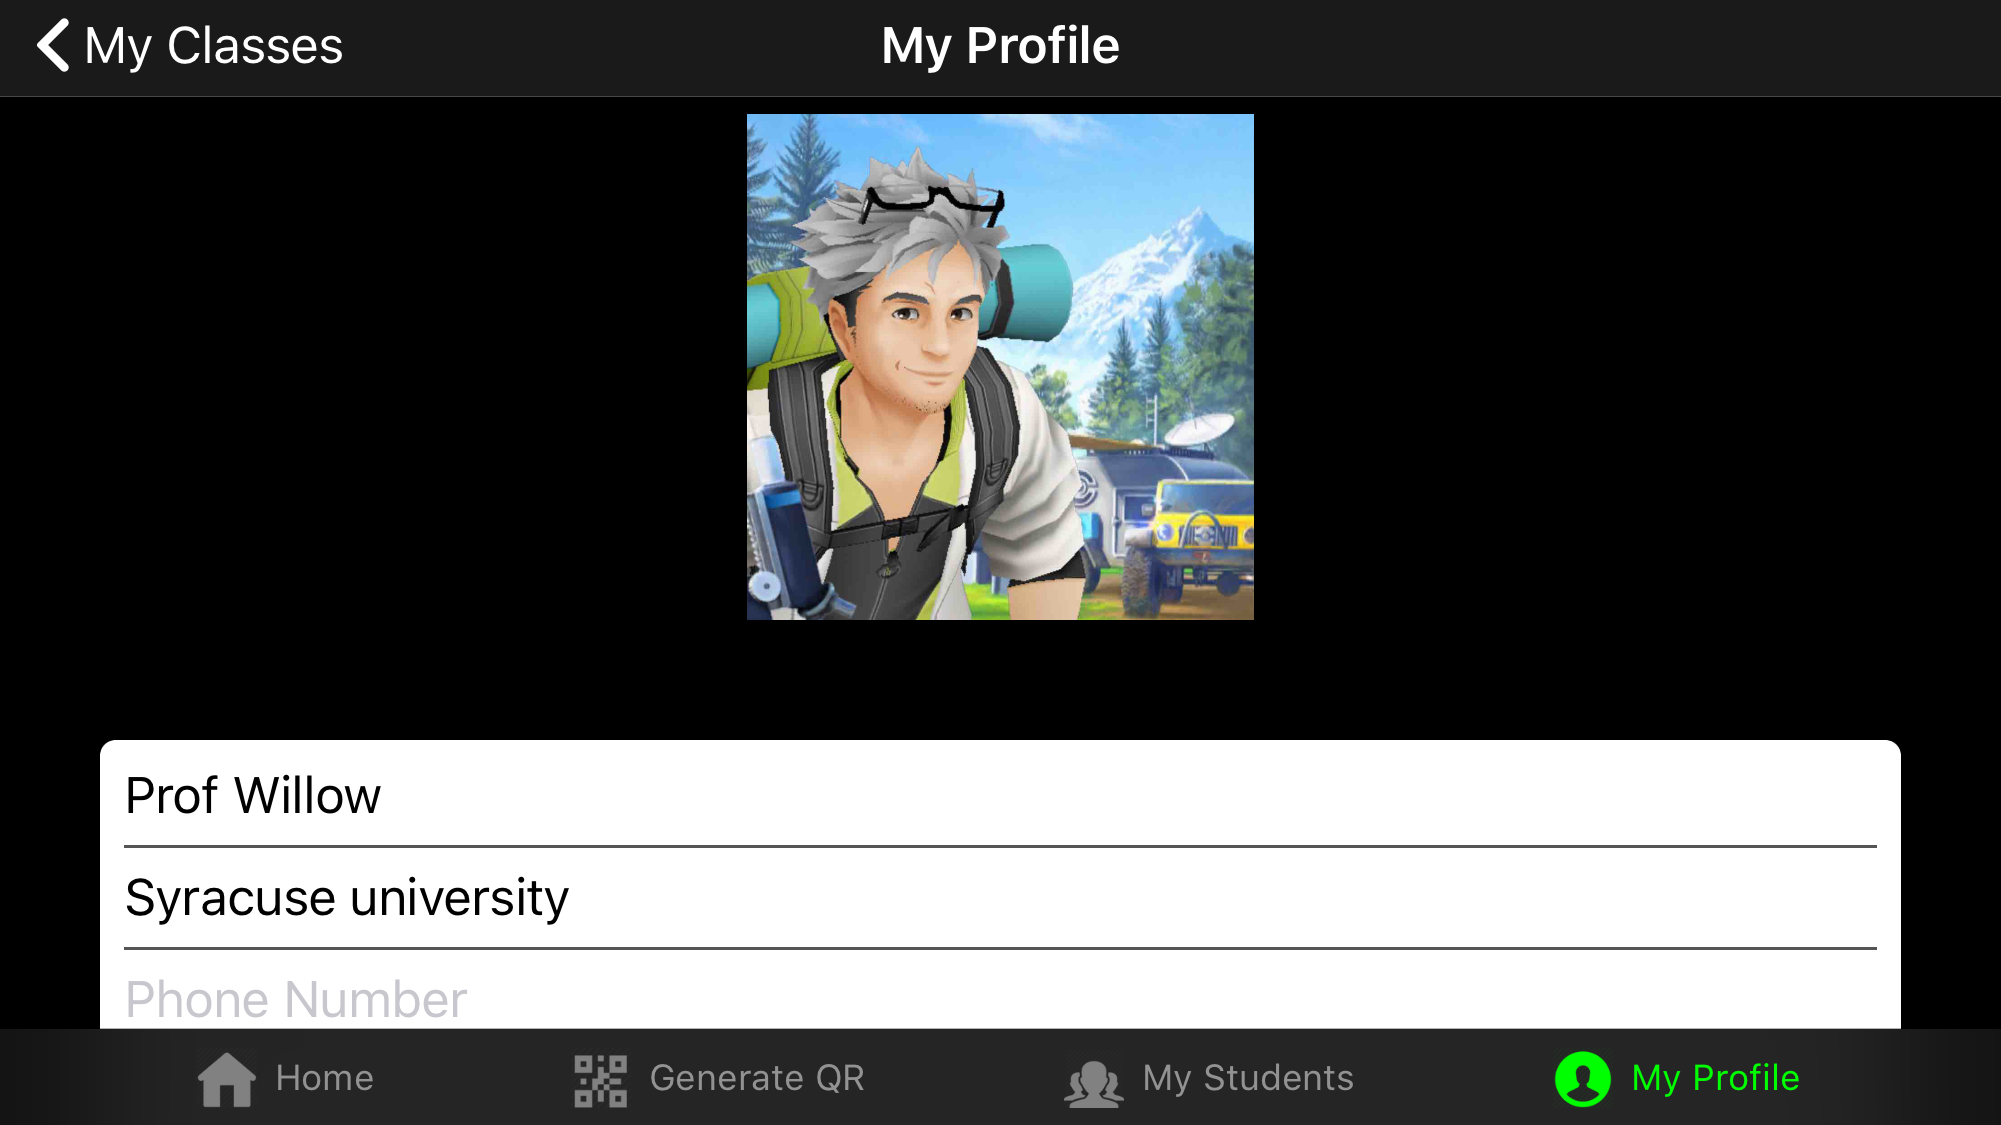 My Classes
My Profile
Prof Willow
Syracuse university
Phone Number
Home
Generate QR
My Students
My Profile